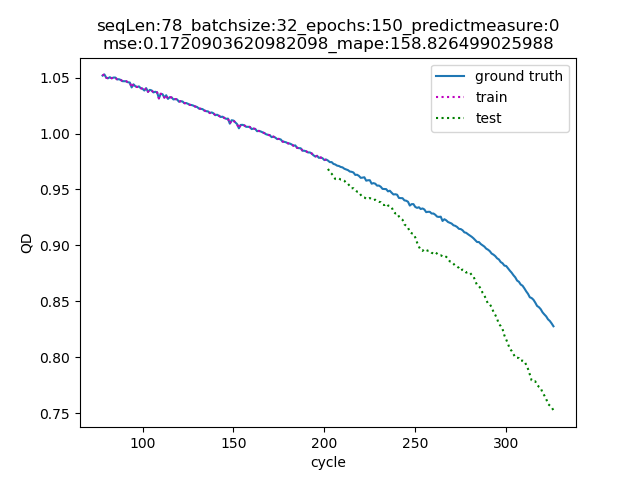 seqLen:78_batchsize:32_epochs:150_predictmeasure:0
mse:0.1720903620982098_mape:158.826499025988
ground truth
train
test
1.05
1.00
0.95
0.90
0.85
0.80
0.75
QD
100
150
200
250
300
cycle